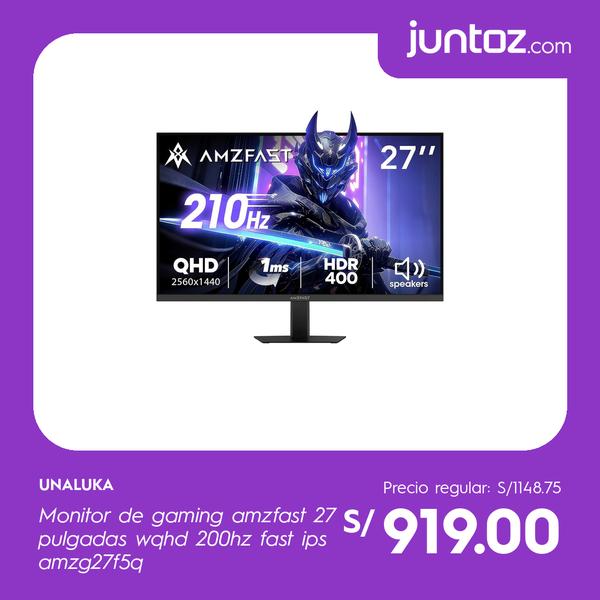 juntoz.com
AMZFAST
27’’
210Hz
QHD
2560x1440
1ms
HDR
400
speakers
AMZFAST
UNALUKA
Monitor de gaming amzfast 27
pulgadas wqhd 200hz fast ips
amzg27f5q
Precio regular: S/1148.75
S/ 919.00